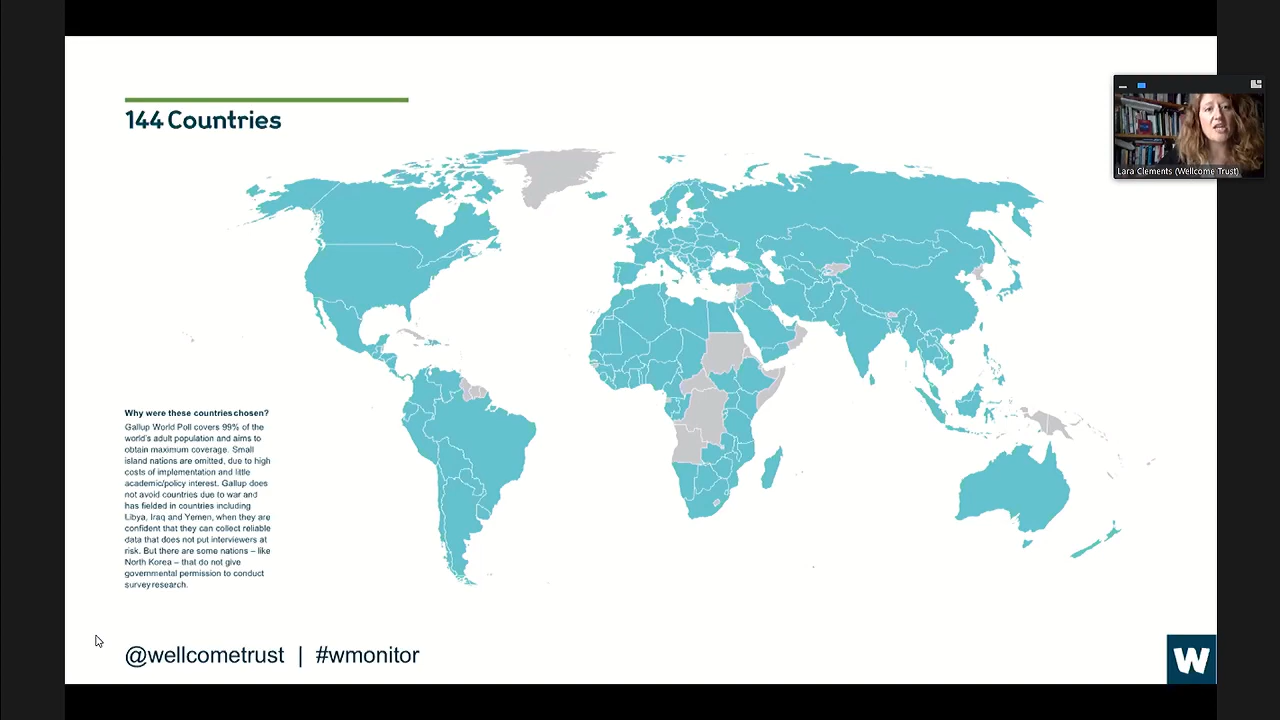 144 Countries
Lara Clements (Wellcome Trust)
Why were these countries chosen?
Gallup World Poll covers 99% of the
world's adult population and aims to
obtain maximum coverage. Small
island nations are omitted, due to high
costs of implementation and little
academic/policy interest. Gallup does
not avoid countries due to war and
has fielded in countries including
Libya, Iraq and Yemen, when they are
confident that they can collect reliable
data that does not put interviewers at
risk. But there are some nations – like
North Korea – that do not give
governmental permission to conduct
survey research.
@wellcometrust | #wmonitor
W